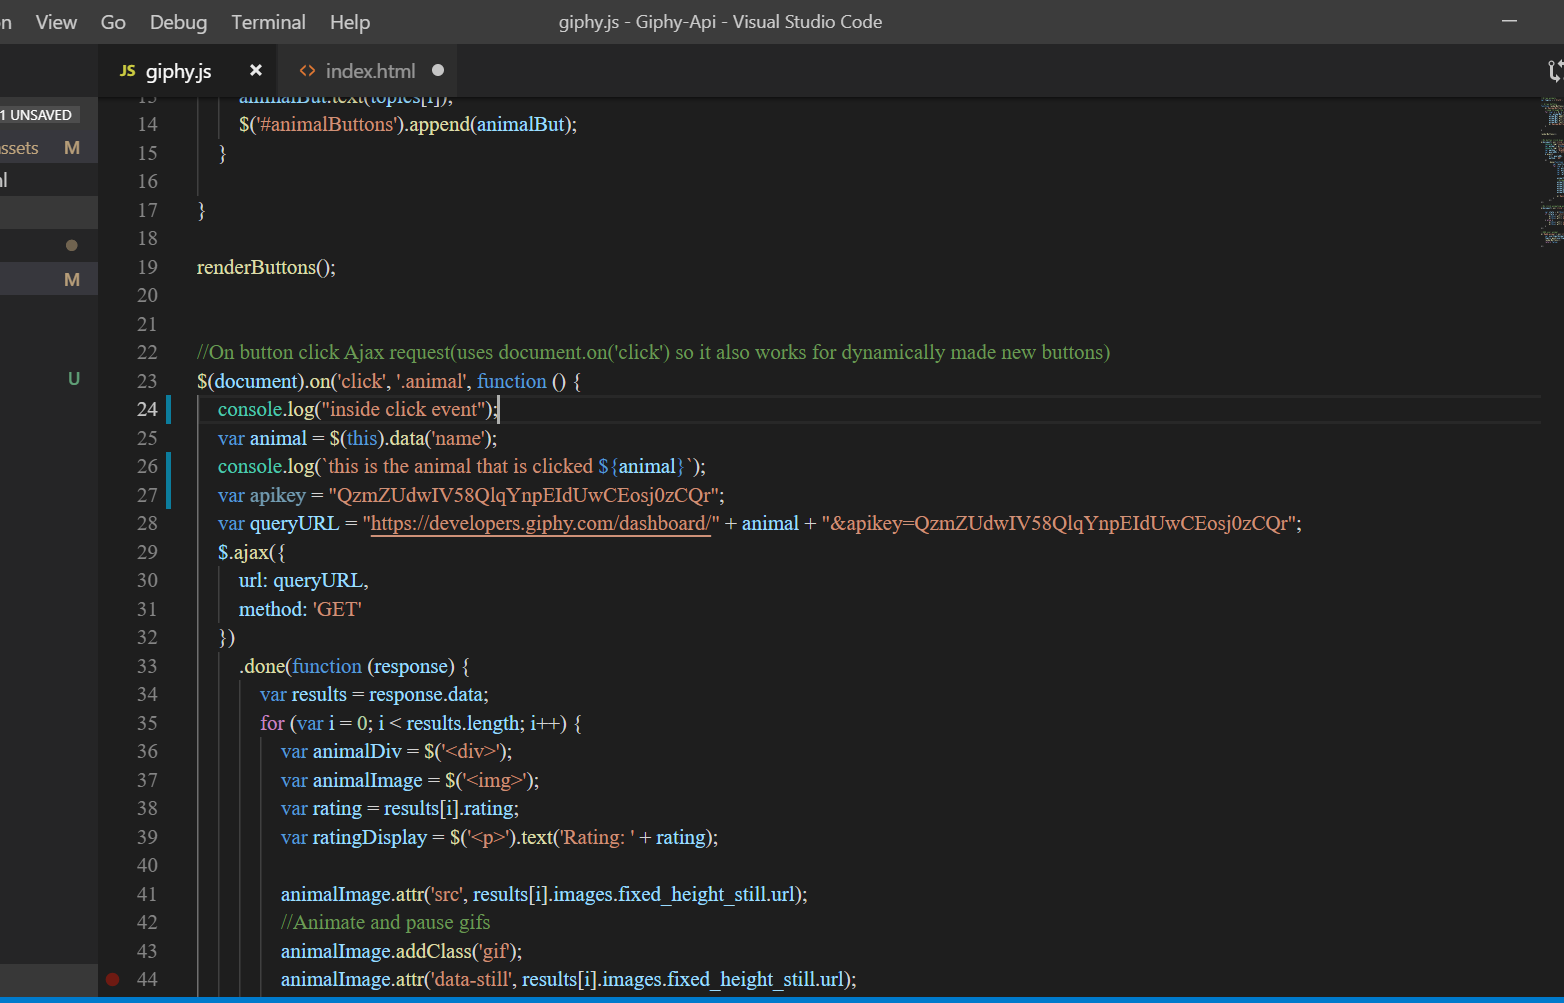 n View Go Debug Terminal Help giphy.js - Giphy-Api - Visual Studio Code
JS giphy.js × <> index.html
1 UNSAVED
ssets M
l
M
U
13 animalBut.text(topics[i]);
14 $('#animalButtons').append(animalBut);
15 }
16
17 }
18
19 renderButtons();
20
21
22 //On button click Ajax request(uses document.on('click') so it also works for dynamically made new buttons)
23 $(document).on('click', '.animal', function () {
24 console.log("inside click event");
25 var animal = $(this).data('name');
26 console.log(`this is the animal that is clicked ${animal}`);
27 var apikey = "QzmZUdwIV58QlqYnpEIdUwCEosj0zCQr";
28 var queryURL = "https://developers.giphy.com/dashboard/" + animal + "&apikey=QzmZUdwIV58QlqYnpEIdUwCEosj0zCQr";
29 $.ajax({
30 url: queryURL,
31 method: 'GET'
32 })
33 .done(function (response) {
34 var results = response.data;
35 for (var i = 0; i < results.length; i++) {
36 var animalDiv = $('<div>');
37 var animalImage = $('<img>');
38 var rating = results[i].rating;
39 var ratingDisplay = $('<p>').text('Rating: ' + rating);
40
41 animalImage.attr('src', results[i].images.fixed_height_still.url);
42 //Animate and pause gifs
43 animalImage.addClass('gif');
44 animalImage.attr('data-still', results[i].images.fixed_height_still.url);